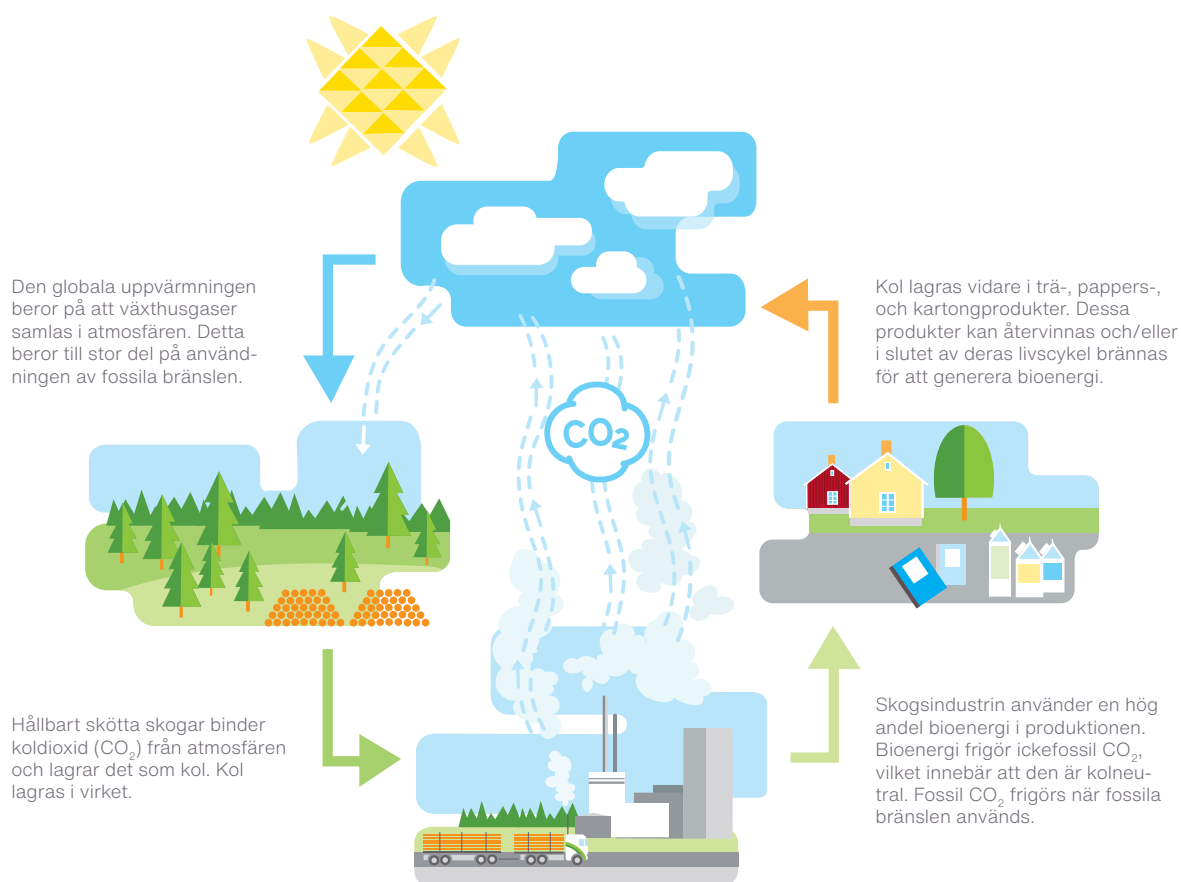 Den globala uppvärmningen
beror på att växthusgaser
samlas i atmosfären. Detta
beror till stor del på använd-
ningen av fossila bränslen.
Kol lagras vidare i trä-, pappers-,
och kartongprodukter. Dessa
produkter kan återvinnas och/eller
i slutet av deras livscykel brännas
för att generera bioenergi.
CO₂
Hållbart skötta skogar binder
koldioxid (CO₂) från atmosfären
och lagrar det som kol. Kol
lagras i virket.
Skogsindustrin använder en hög
andel bioenergi i produktionen.
Bioenergi frigör ickefossil CO₂,
vilket innebär att den är kolneu-
tral. Fossil CO₂ frigörs när fossila
bränslen används.